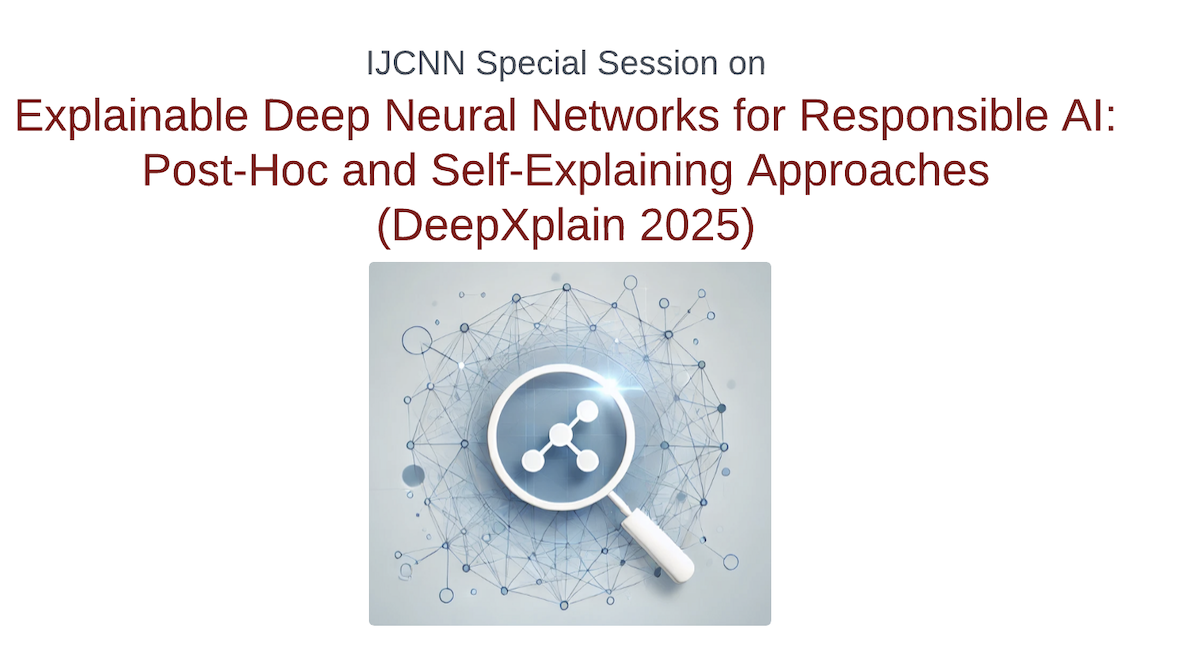 IJCNN Special Session on
Explainable Deep Neural Networks for Responsible AI:
Post-Hoc and Self-Explaining Approaches
(DeepXplain 2025)